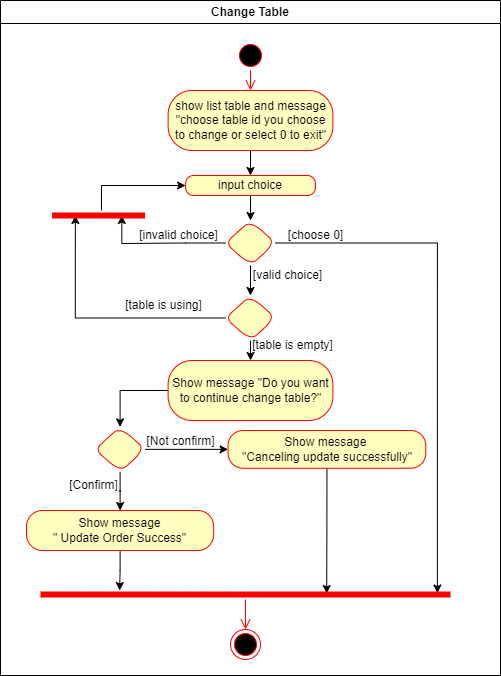 Change Table
show list table and message
"choose table id you choose
to change or select 0 to exit"
input choice
[invalid choice]
[choose 0]
[valid choice]
[table is using]
[table is empty]
Show message "Do you want
to continue change table?"
[Not confirm]
Show message
"Canceling update successfully"
[Confirm]
Show message
" Update Order Success"